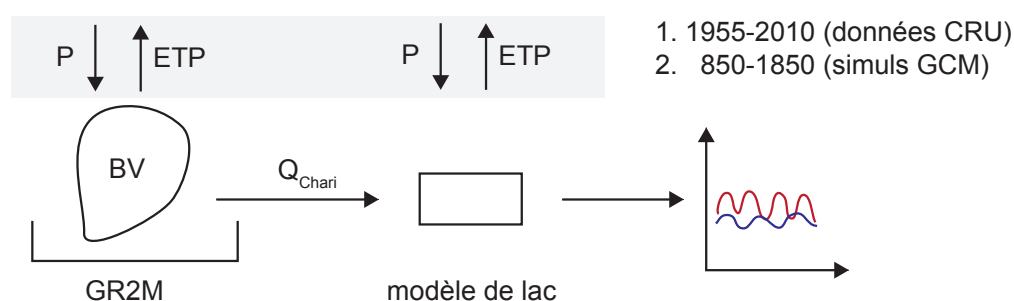 P ETP P ETP
1. 1955-2010 (données CRU)
2. 850-1850 (simuls GCM)
BV
QChari
GR2M
modèle de lac